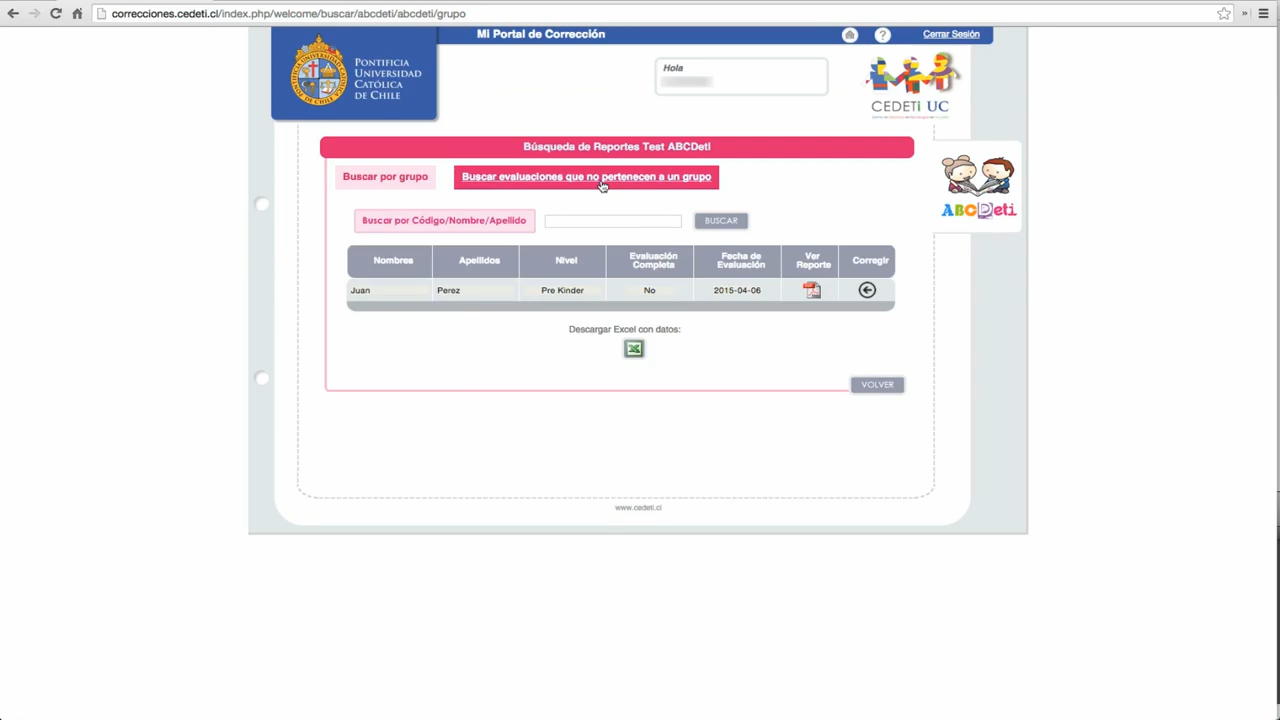 correcciones.cedeti.cl/index.php/welcome/buscar/abcdeti/abcdeti/grupo
Mi Portal de Corrección
Cerrar Sesión
PONTIFICIA
UNIVERSIDAD
CATÓLICA
DE CHILE
Hola
CEDETi UC
Búsqueda de Reportes Test ABCDeti
Buscar por grupo
Buscar evaluaciones que no pertenecen a un grupo
ABCDeti
Buscar por Código/Nombre/Apellido
BUSCAR
Nombres Apellidos Nivel Evaluación Completa Fecha de Evaluación Ver Reporte Corregir
Juan Perez Pre Kinder No 2015-04-06
Descargar Excel con datos:
VOLVER
www.cedeti.cl